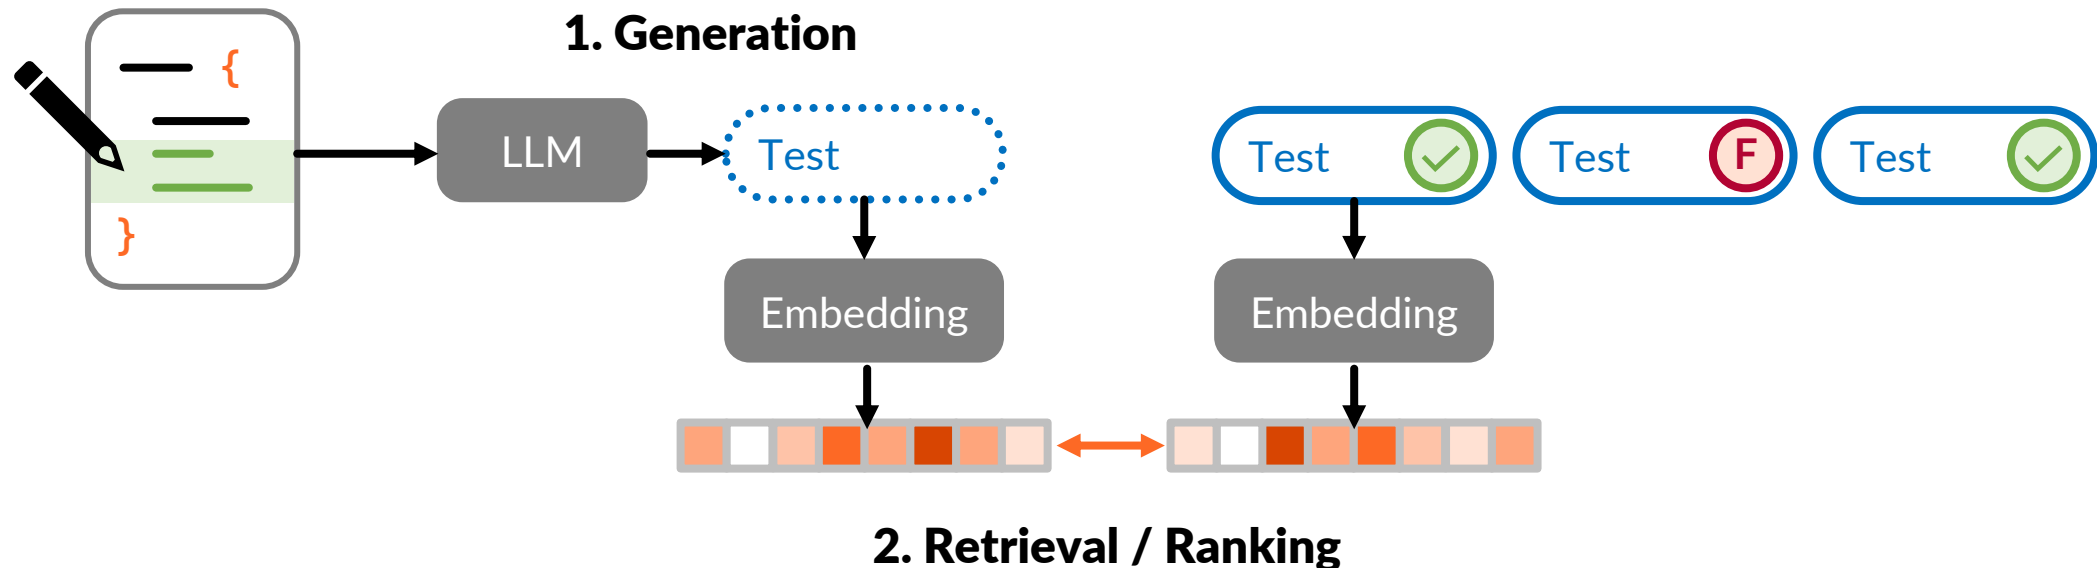 1. Generation
{
}
LLM
Test
Test
Test F
Test
Embedding
Embedding
2. Retrieval / Ranking